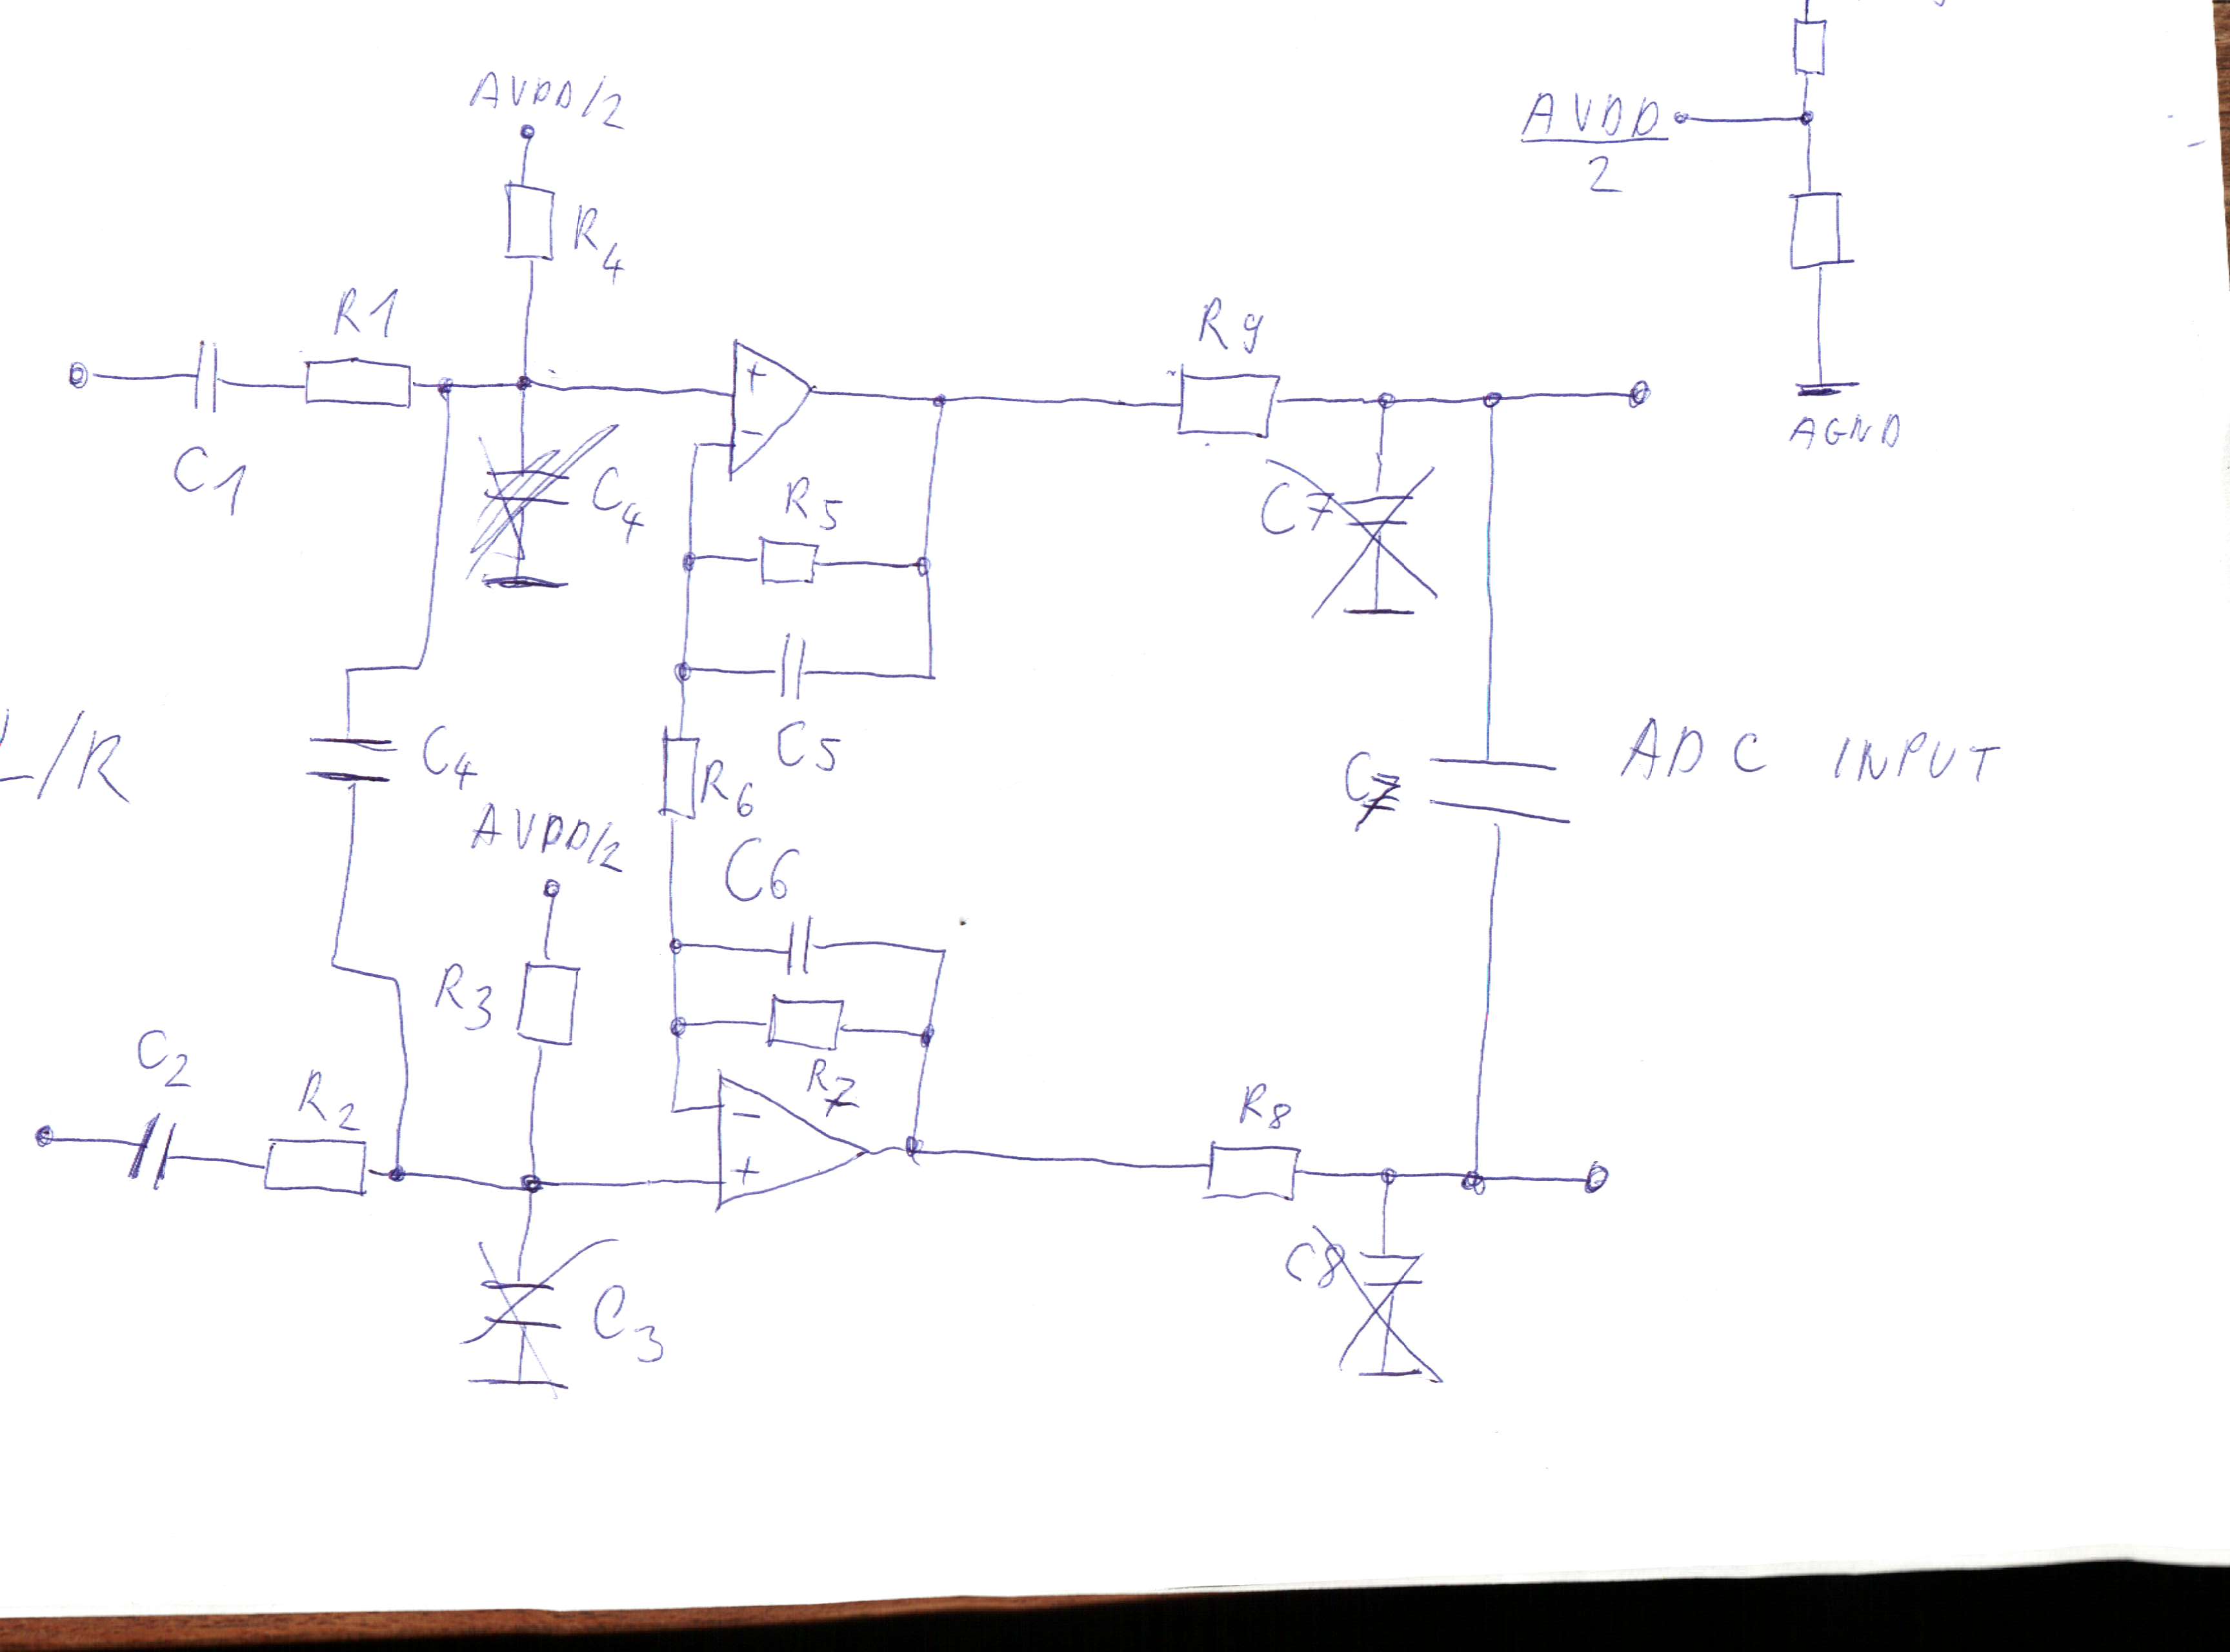 AVDD/2
AVDD
2
R4
R1
R9
C1
+
-
AGND
C4
R5
C7
L/R
C4
C5
R6
C7
ADC INPUT
AVDD/2
C6
R3
C2
R2
R7
R8
-
+
C3
C8